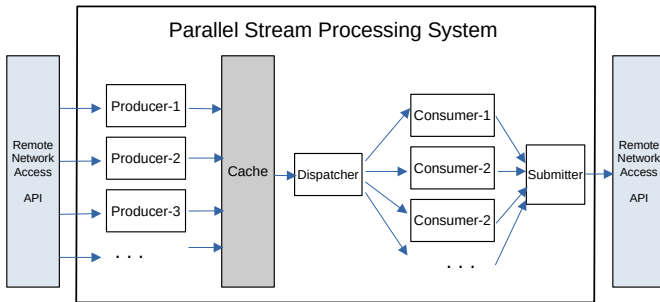 Parallel Stream Processing System
Remote
Network
Access
API
Producer-1
Producer-2
Producer-3
. . .
Cache
Dispatcher
Consumer-1
Consumer-2
Consumer-2
. . .
Submitter
Remote
Network
Access
API